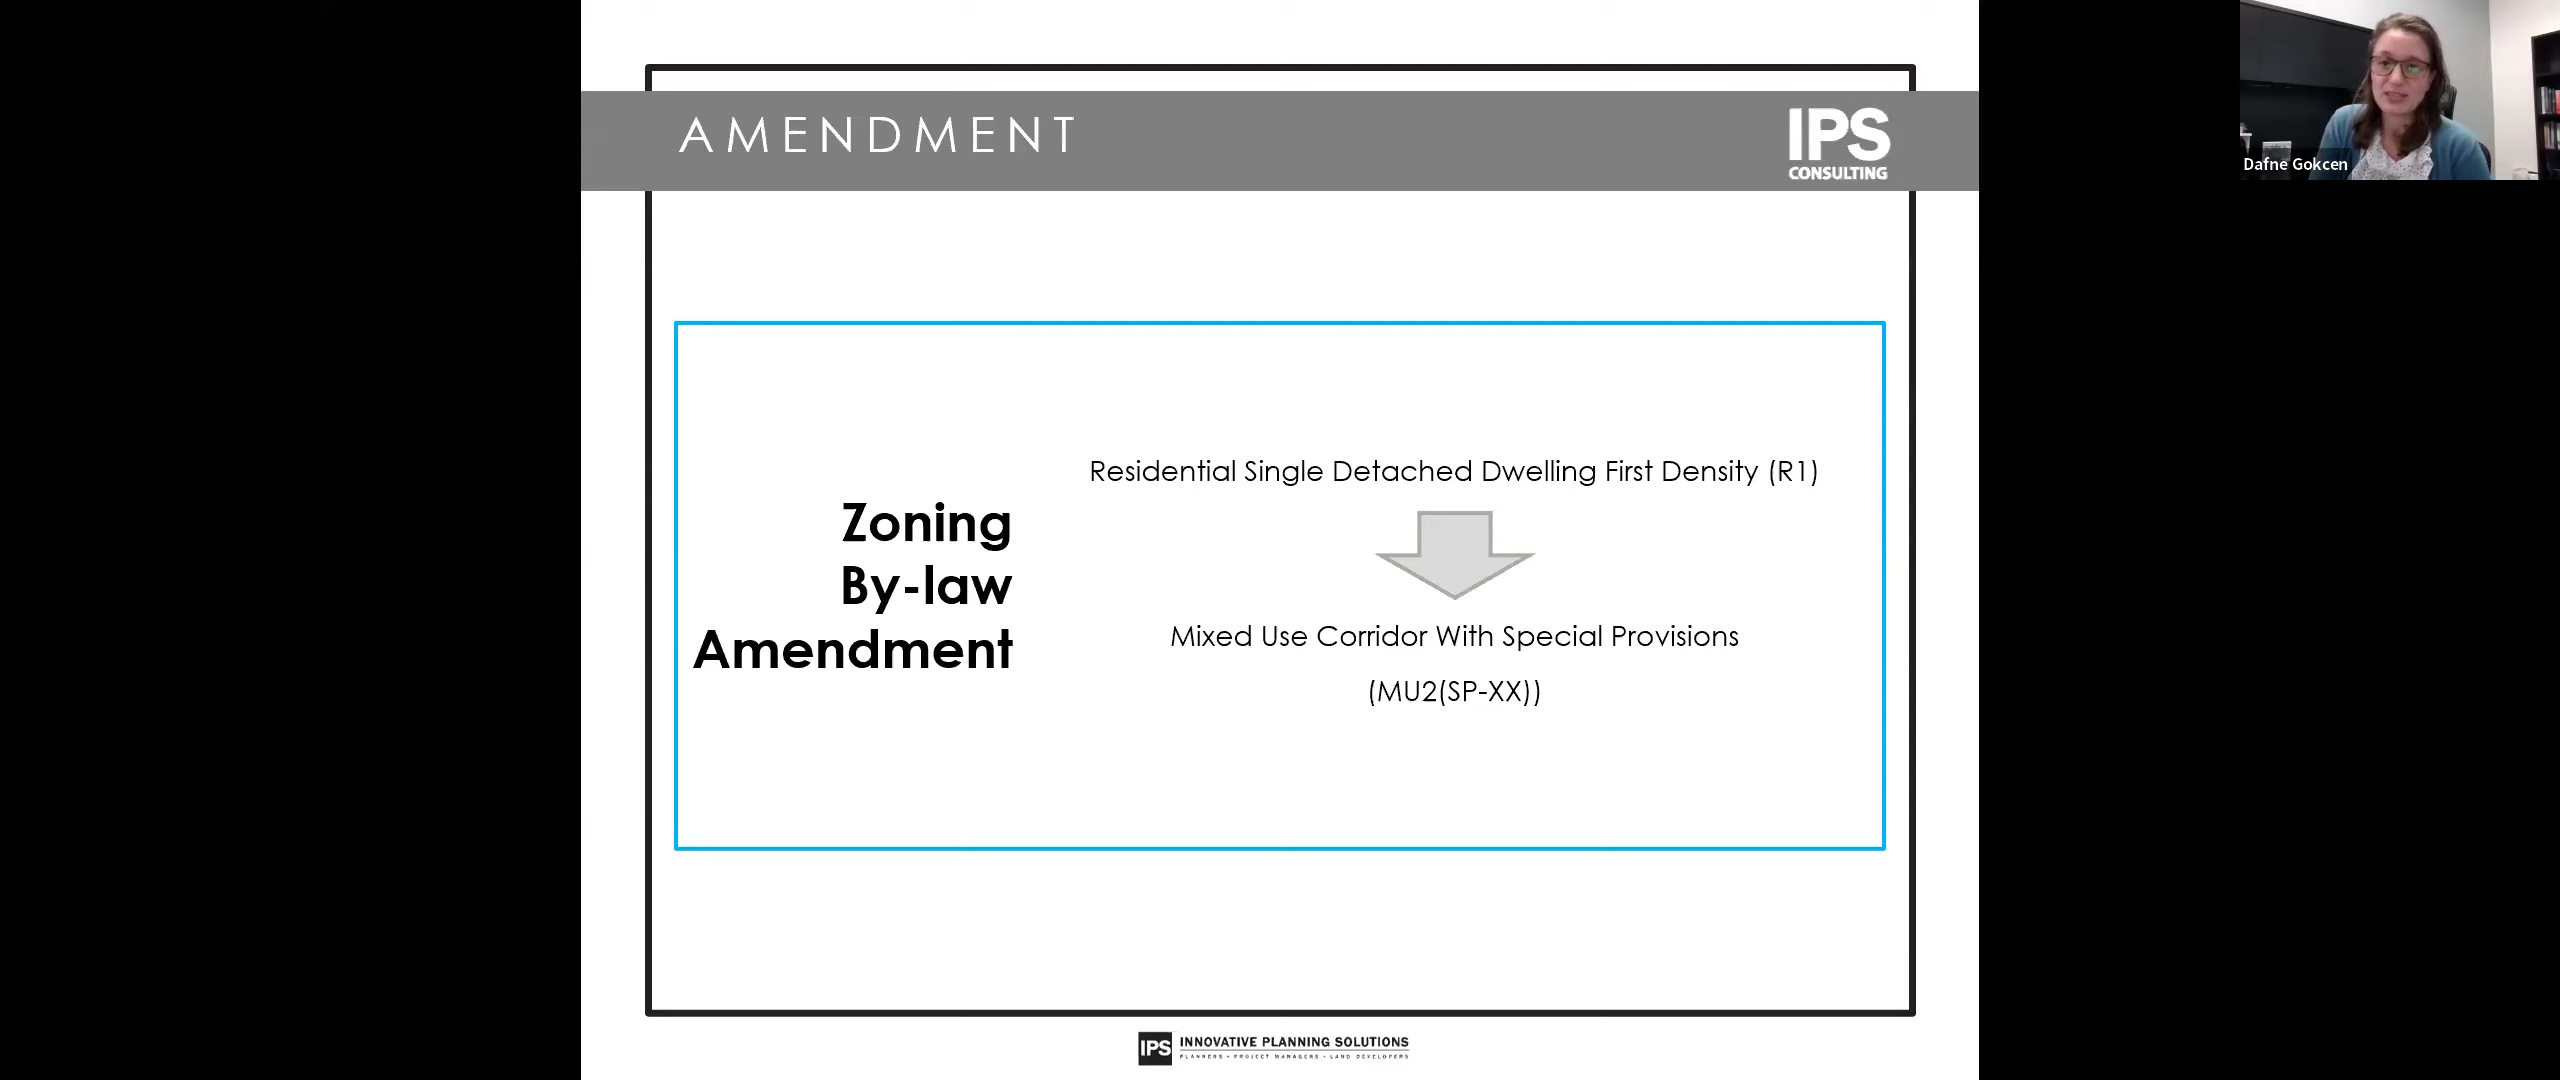 AMENDMENT
IPS
CONSULTING
Dafne Gokcen
Zoning
By-law
Amendment
Residential Single Detached Dwelling First Density (R1)
Mixed Use Corridor With Special Provisions
(MU2(SP-XX))
IPS
INNOVATIVE PLANNING SOLUTIONS
PLANNERS • PROJECT MANAGERS • LAND DEVELOPERS